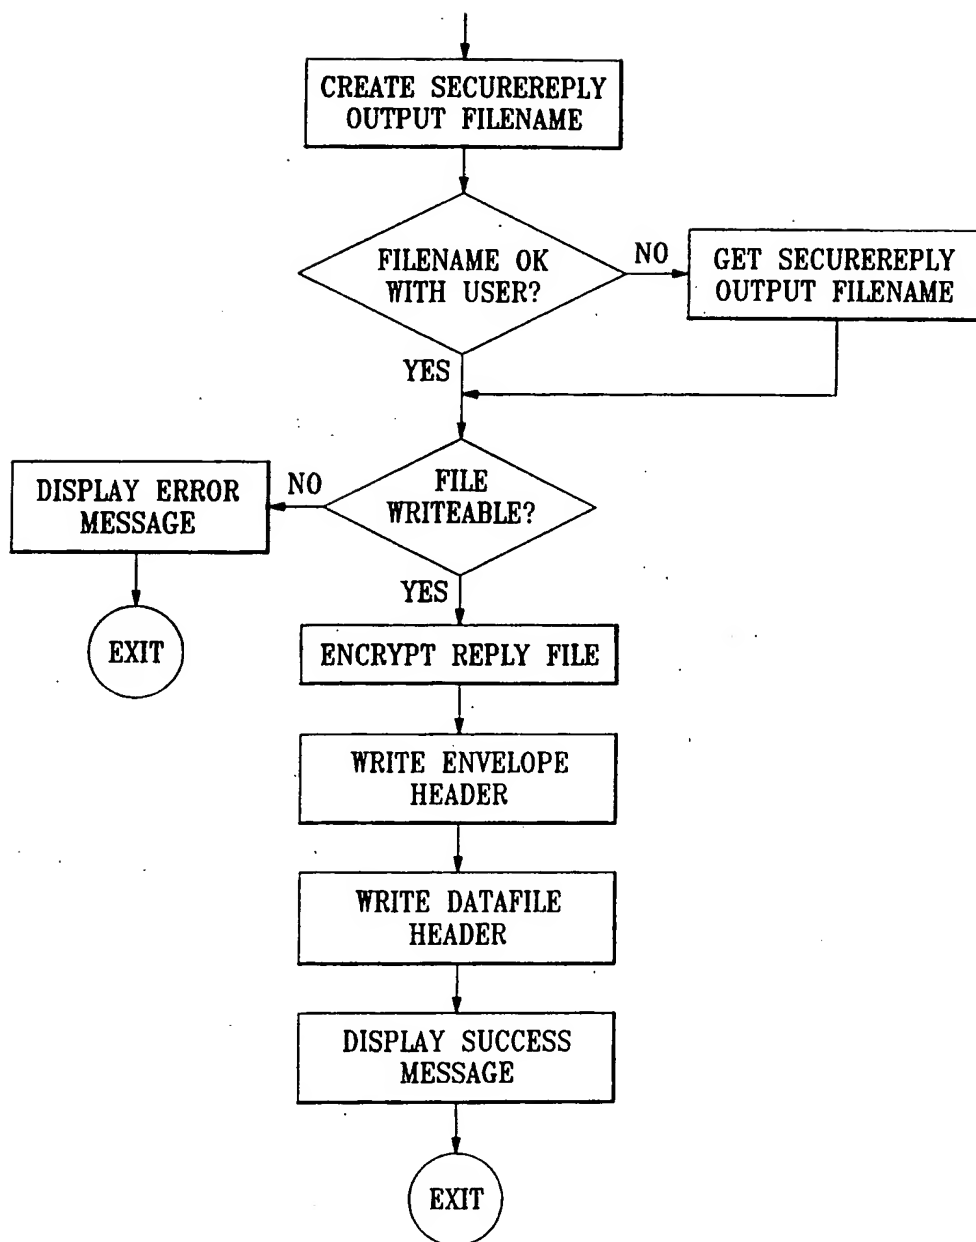 CREATE SECUREREPLY
OUTPUT FILENAME
FILENAME OK
WITH USER?
NO
GET SECUREREPLY
OUTPUT FILENAME
YES
FILE
WRITEABLE?
NO
DISPLAY ERROR
MESSAGE
EXIT
YES
ENCRYPT REPLY FILE
WRITE ENVELOPE
HEADER
WRITE DATAFILE
HEADER
DISPLAY SUCCESS
MESSAGE
EXIT